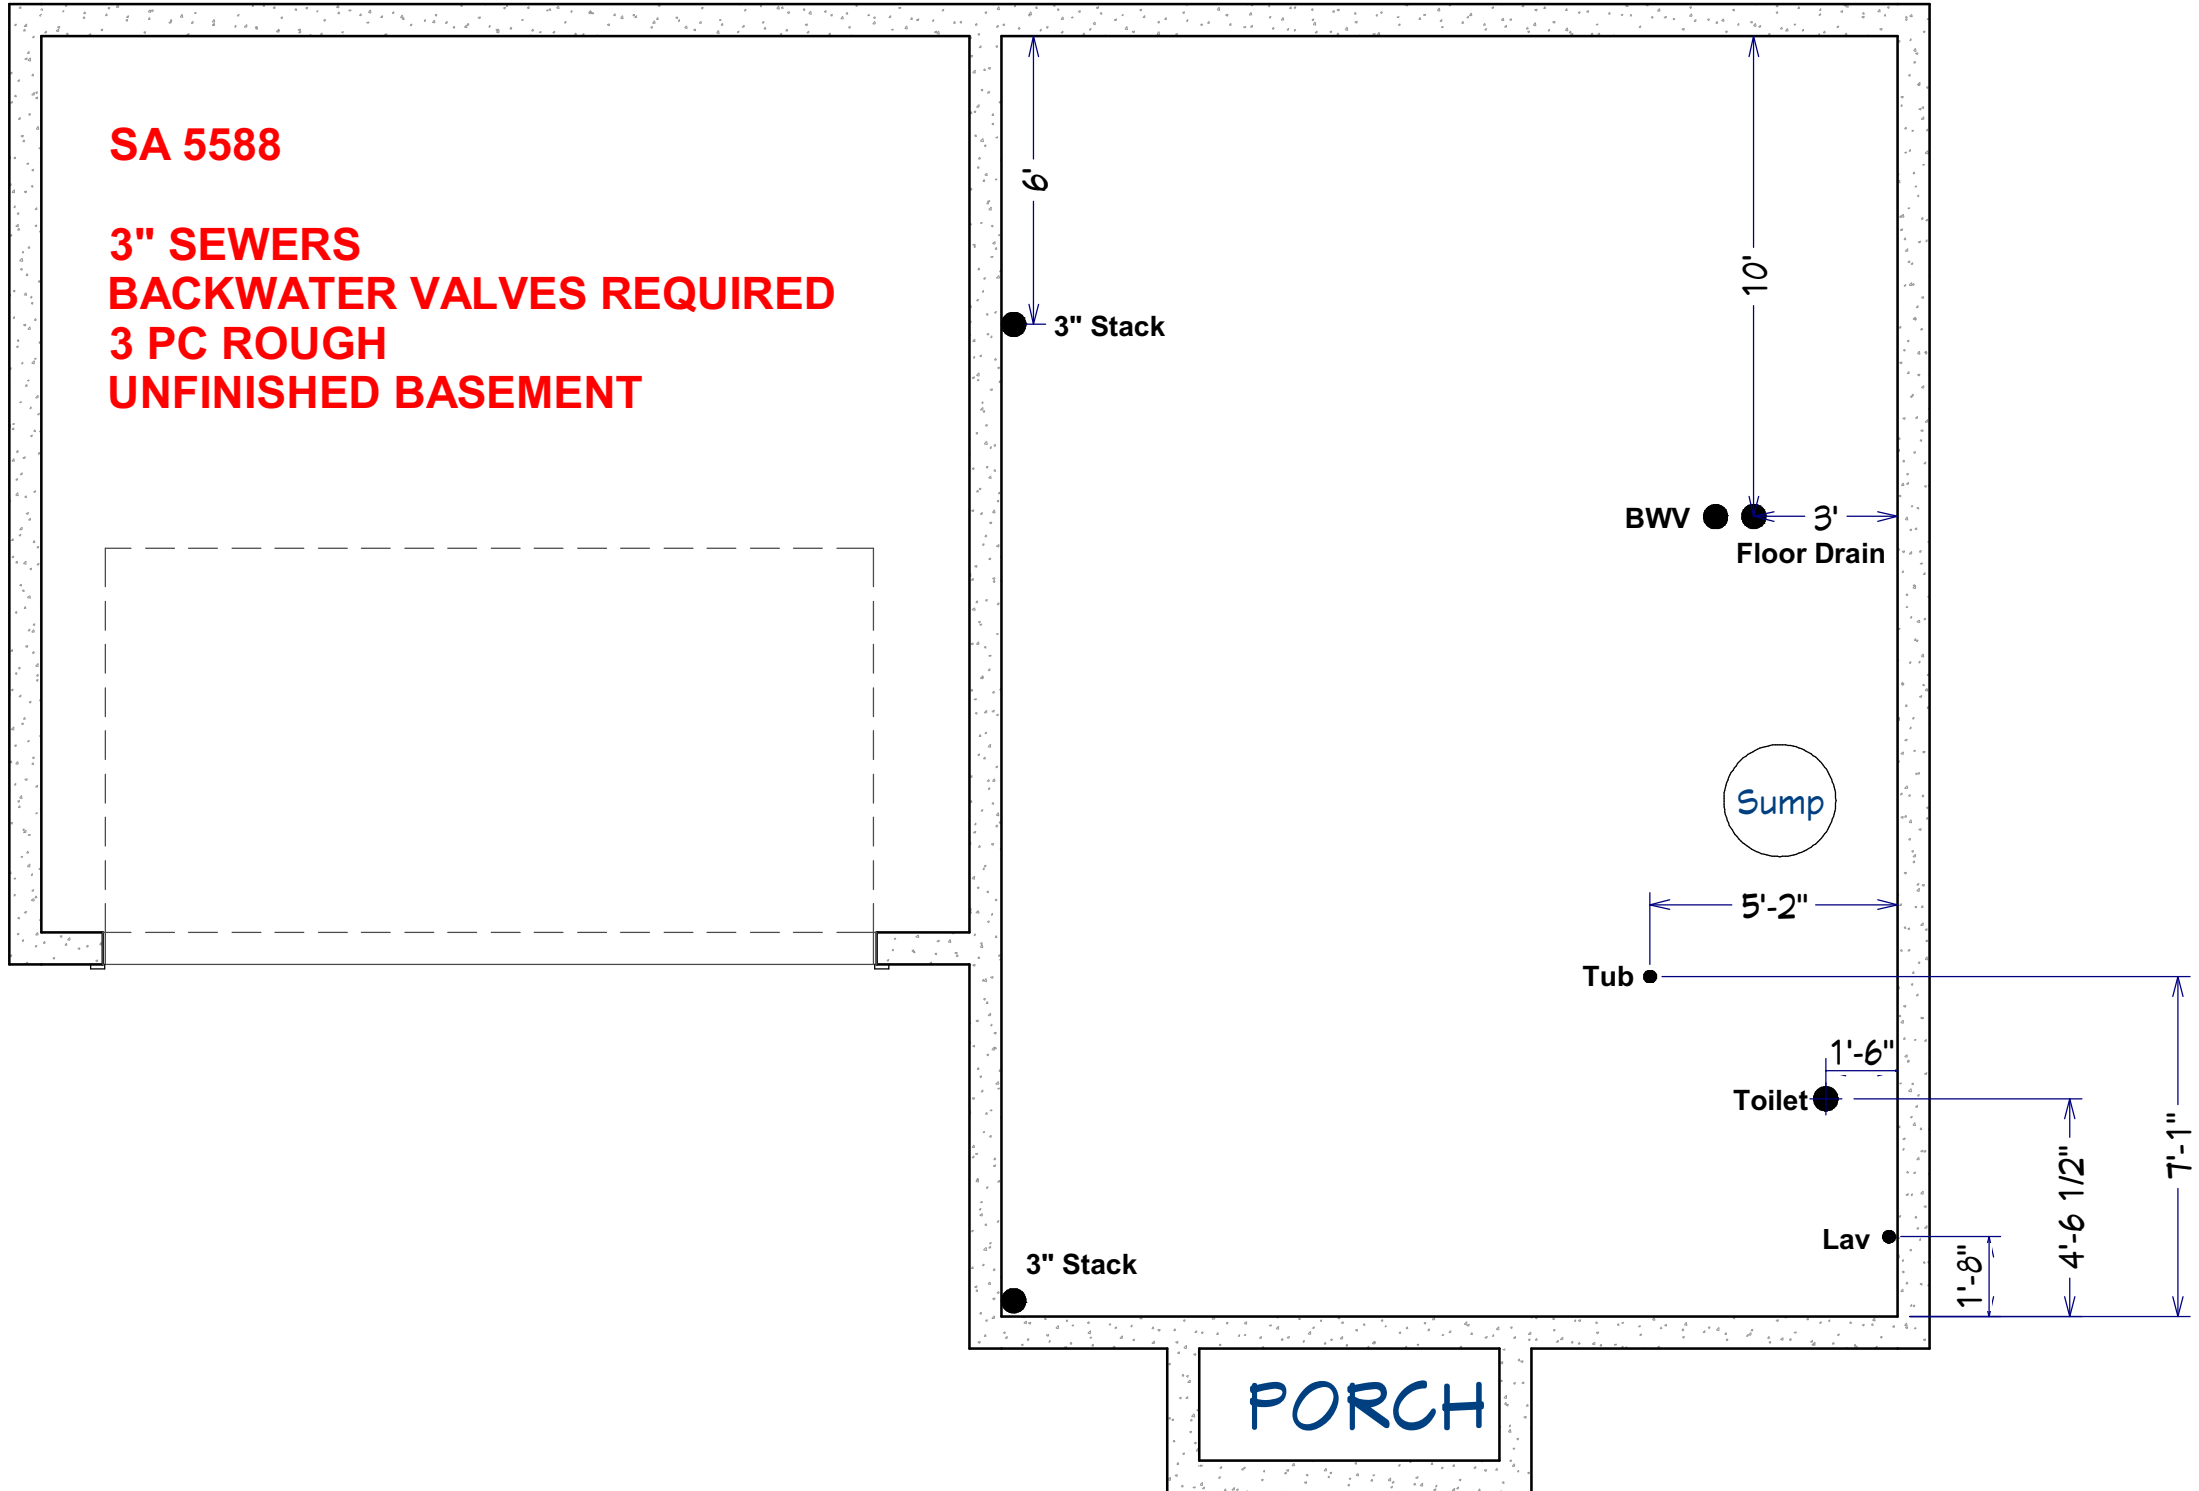 SA 5588
3" SEWERS
BACKWATER VALVES REQUIRED
3 PC ROUGH
UNFINISHED BASEMENT
6'
3" Stack
10'
BWV
3'
Floor Drain
Sump
5'-2"
Tub
1'-6"
Toilet
7'-1"
4'-6 1/2"
Lav
1'-8"
3" Stack
PORCH